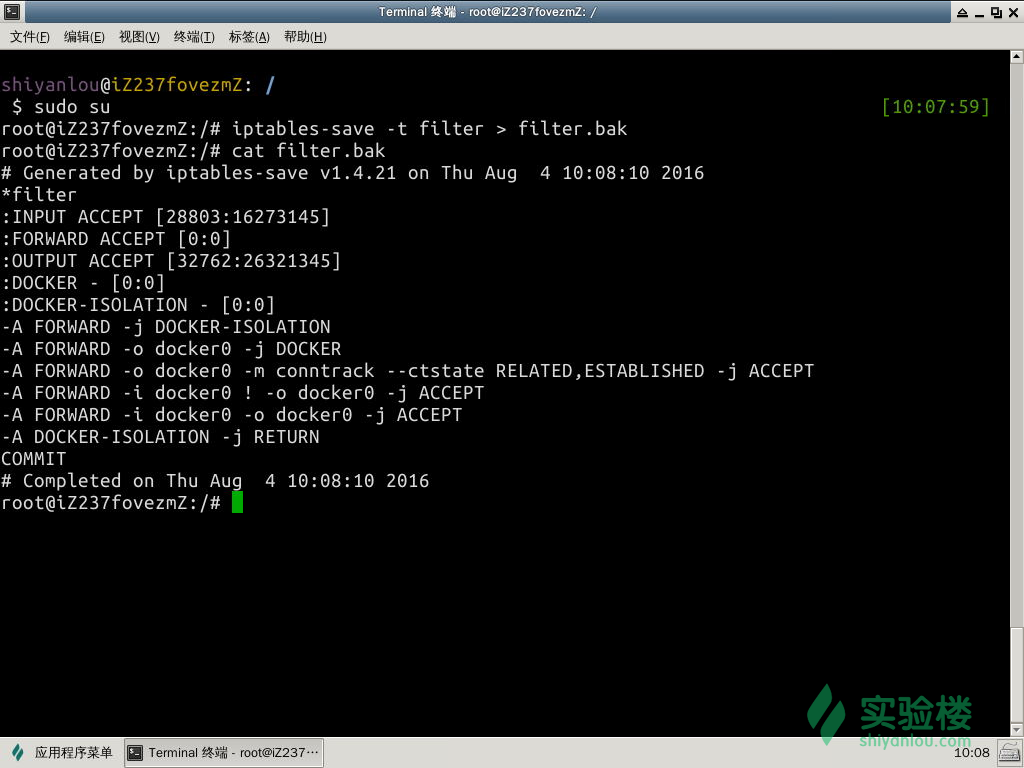 Terminal 终端 - root@iZ237fovezmZ: /
文件(F) 编辑(E) 视图(V) 终端(T) 标签(A) 帮助(H)
shiyanlou@iZ237fovezmZ: /
$ sudo su [10:07:59]
root@iZ237fovezmZ:/# iptables-save -t filter > filter.bak
root@iZ237fovezmZ:/# cat filter.bak
# Generated by iptables-save v1.4.21 on Thu Aug  4 10:08:10 2016
*filter
:INPUT ACCEPT [28803:16273145]
:FORWARD ACCEPT [0:0]
:OUTPUT ACCEPT [32762:26321345]
:DOCKER - [0:0]
:DOCKER-ISOLATION - [0:0]
-A FORWARD -j DOCKER-ISOLATION
-A FORWARD -o docker0 -j DOCKER
-A FORWARD -o docker0 -m conntrack --ctstate RELATED,ESTABLISHED -j ACCEPT
-A FORWARD -i docker0 ! -o docker0 -j ACCEPT
-A FORWARD -i docker0 -o docker0 -j ACCEPT
-A DOCKER-ISOLATION -j RETURN
COMMIT
# Completed on Thu Aug  4 10:08:10 2016
root@iZ237fovezmZ:/#
实验楼
shiyanlou.com
应用程序菜单 Terminal 终端 - root@iZ237··· 10:08